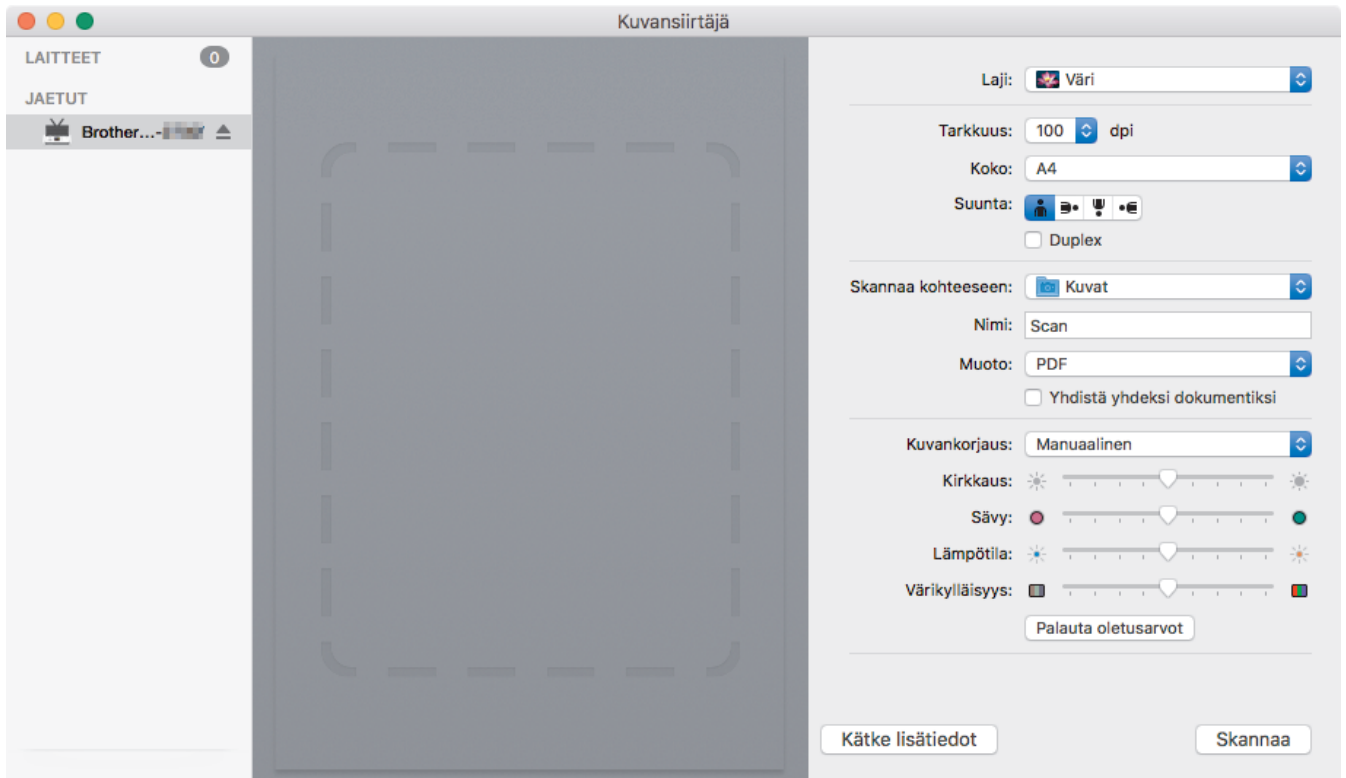 Kuvansiirtäjä
LAITTEET 0
JAETUT
Brother...-
Laji: Väri
Tarkkuus: 100 dpi
Koko: A4
Suunta:
Duplex
Skannaa kohteeseen: Kuvat
Nimi: Scan
Muoto: PDF
Yhdistä yhdeksi dokumentiksi
Kuvankorjaus: Manuaalinen
Kirkkaus:
Sävy:
Lämpötila:
Värikylläisyys:
Palauta oletusarvot
Kätke lisätiedot Skannaa